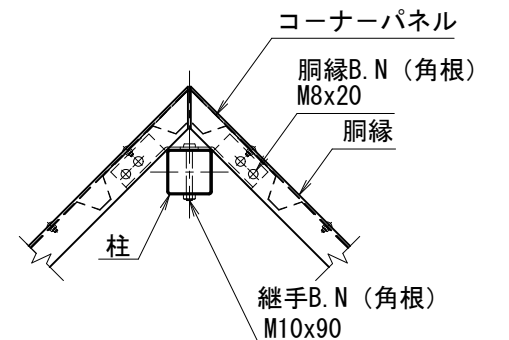 コーナーパネル
胴縁B.N（角根）
M8x20
胴縁
柱
継手B.N（角根）
M10x90